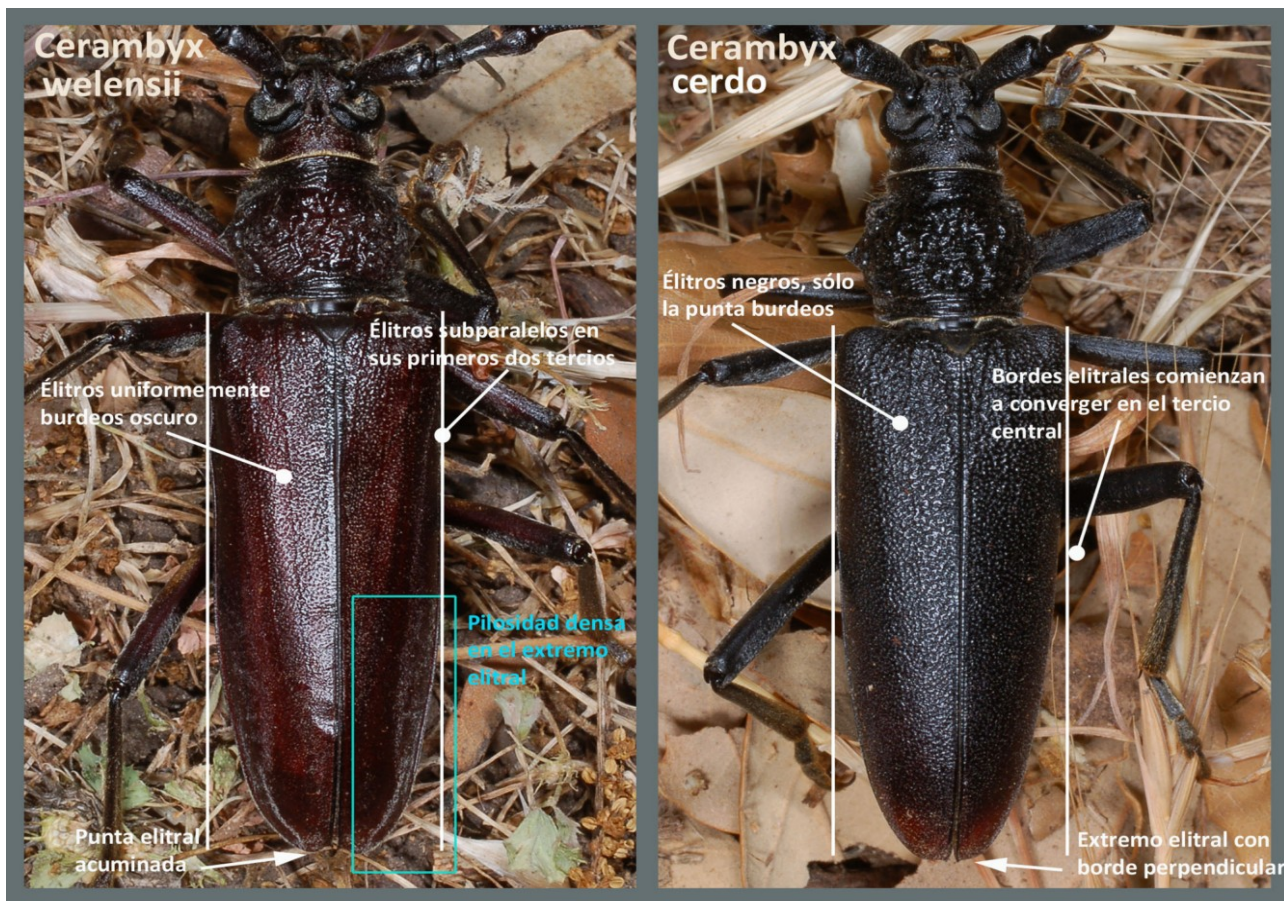 Cerambyx
welensii
Élitros subparalelos en
sus primeros dos tercios
Élitros uniformemente
burdeos oscuro
Pilosidad densa
en el extremo
elitral
Punta elitral
acuminada
Cerambyx
cerdo
Élitros negros, sólo
la punta burdeos
Bordes elitrales comienzan
a converger en el tercio
central
Extremo elitral con
borde perpendicular